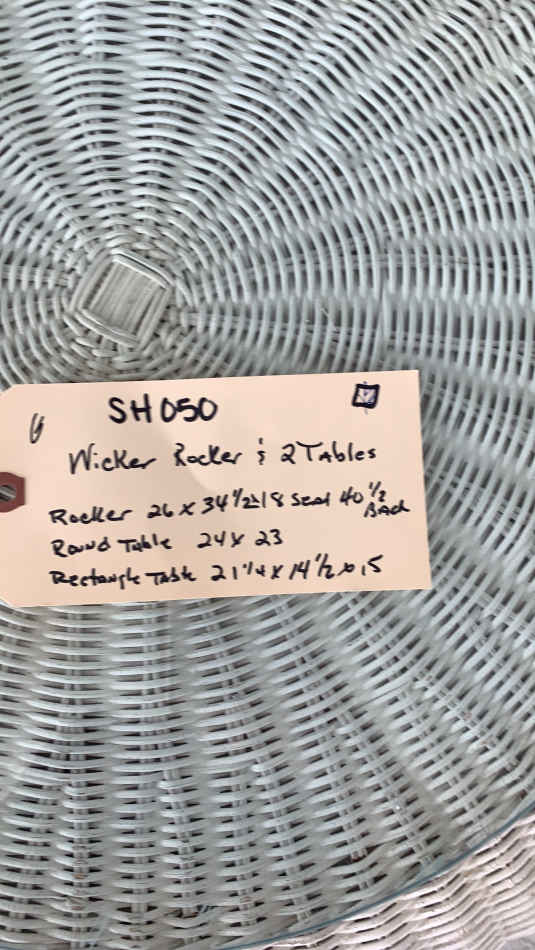 SH050
Wicker Rocker & 2 Tables
Rocker 26 x 34 1/2 x 18 Seat 40 1/2 Back
Round Table 24 x 23
Rectangle Table 21 1/4 x 14 1/2 x 15